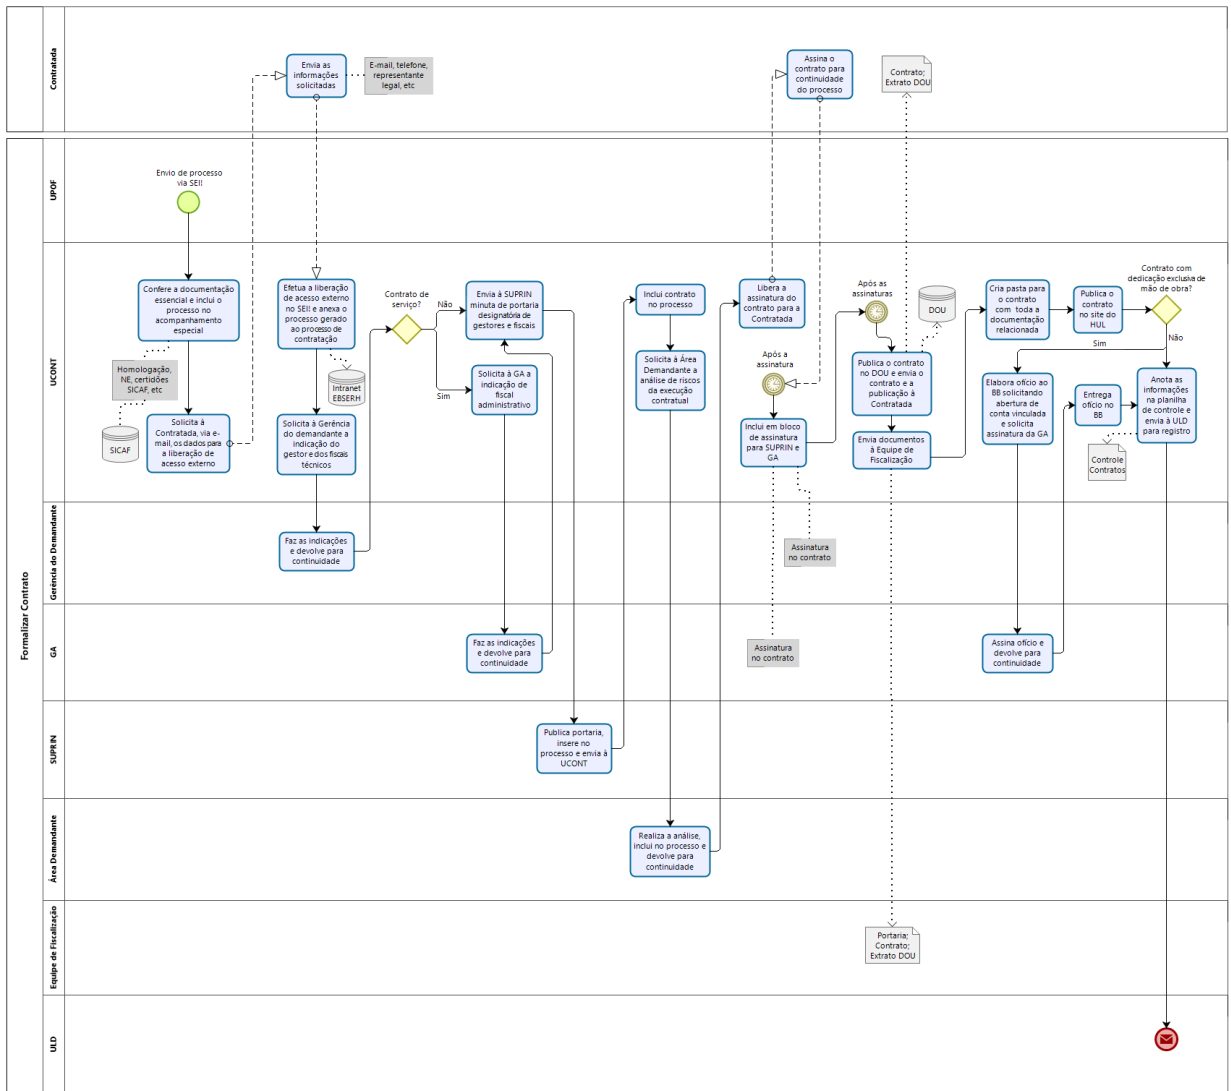 Contratada
Envia as
informações
solicitadas
E-mail, telefone,
representante
legal, etc
Assina o
contrato para
continuidade
do processo
Contrato;
Extrato DOU
Formalizar Contrato
UPOF
Envio de processo
via SEI!
UCONT
Confere a documentação
essencial e inclui o
processo no
acompanhamento
especial
Homologação,
NE, certidões
SICAF, etc
SICAF
Solicita à
Contratada, via e-
mail, os dados para
a liberação de
acesso externo
Efetua a liberação
de acesso externo
no SEI! e anexa o
processo gerado
ao processo de
contratação
Intranet
EBSERH
Solicita à Gerência
do demandante a
indicação do
gestor e dos fiscais
técnicos
Contrato de
serviço?
Não
Sim
Envia à SUPRIN
minuta de portaria
designatória de
gestores e fiscais
Solicita à GA a
indicação de
fiscal
administrativo
Inclui contrato
no processo
Solicita à Área
Demandante a
análise de riscos
da execução
contratual
Libera a
assinatura do
contrato para a
Contratada
Após a
assinatura
Inclui em bloco
de assinatura
para SUPRIN e
GA
Após as
assinaturas
DOU
Publica o contrato
no DOU e envia o
contrato e a
publicação à
Contratada
Envia documentos
à Equipe de
Fiscalização
Cria pasta para
o contrato
com toda a
documentação
relacionada
Publica o
contrato
no site do
HUL
Contrato com
dedicação exclusiva de
mão de obra?
Sim
Não
Elabora ofício ao
BB solicitando
abertura de
conta vinculada
e solicita
assinatura da GA
Entrega
ofício no
BB
Anota as
informações
na planilha
de controle e
envia à ULD
para registro
Controle
Contratos
Gerência do Demandante
Faz as indicações
e devolve para
continuidade
Assinatura
no contrato
GA
Faz as indicações
e devolve para
continuidade
Assinatura
no contrato
Assina ofício e
devolve para
continuidade
SUPRIN
Publica portaria,
insere no
processo e envia à
UCONT
Área Demandante
Realiza a análise,
inclui no processo e
devolve para
continuidade
Equipe de Fiscalização
Portaria;
Contrato;
Extrato DOU
ULD